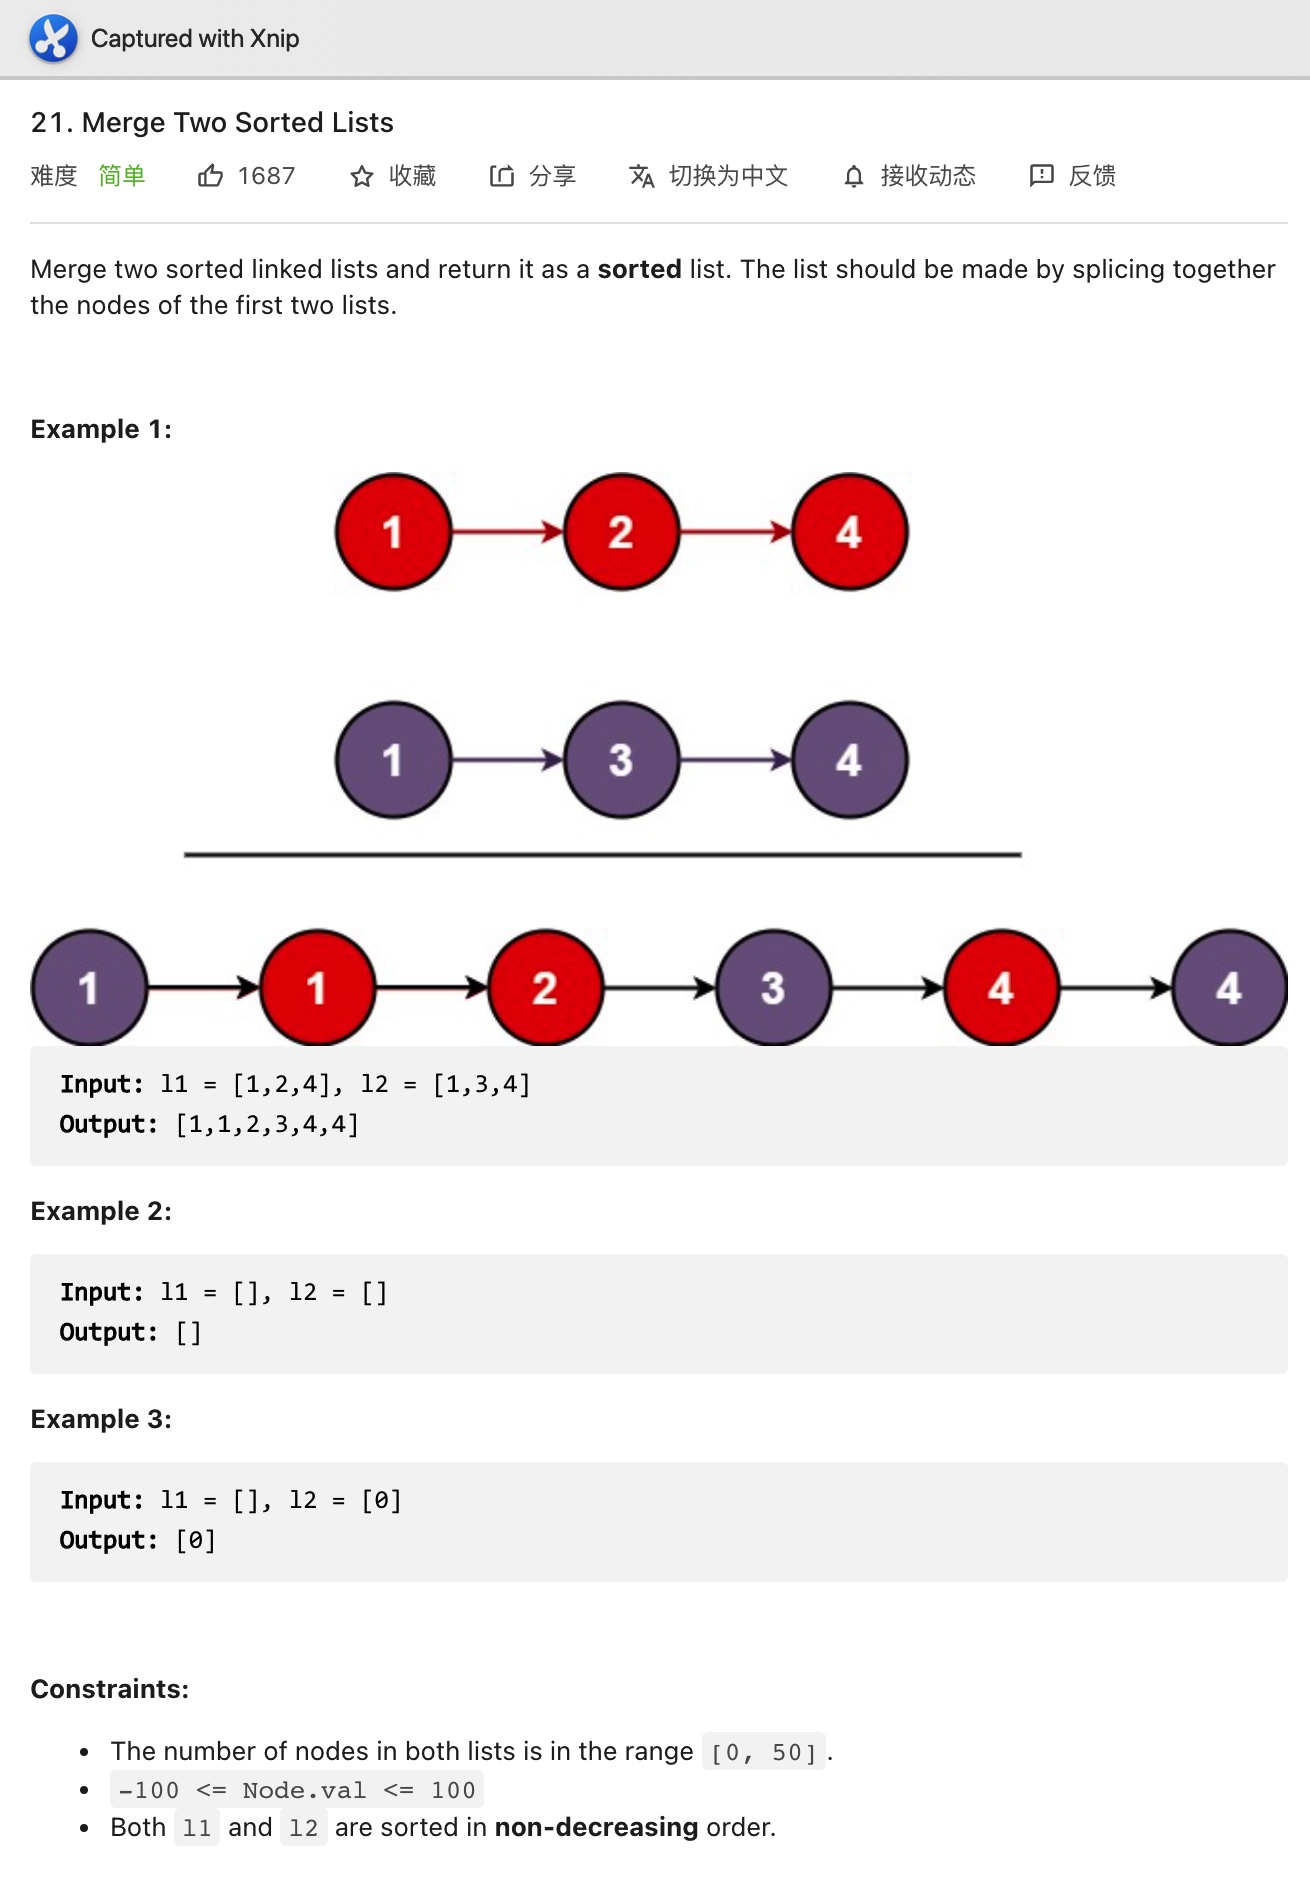 Captured with Xnip
21. Merge Two Sorted Lists
难度 简单 1687 收藏 分享 切换为中文 接收动态 反馈
Merge two sorted linked lists and return it as a sorted list. The list should be made by splicing together
the nodes of the first two lists.
Example 1:
1 2 4
1 3 4
1 1 2 3 4 4
Input: l1 = [1,2,4], l2 = [1,3,4]
Output: [1,1,2,3,4,4]
Example 2:
Input: l1 = [], l2 = []
Output: []
Example 3:
Input: l1 = [], l2 = [0]
Output: [0]
Constraints:
• The number of nodes in both lists is in the range [0, 50].
• -100 <= Node.val <= 100
• Both l1 and l2 are sorted in non-decreasing order.